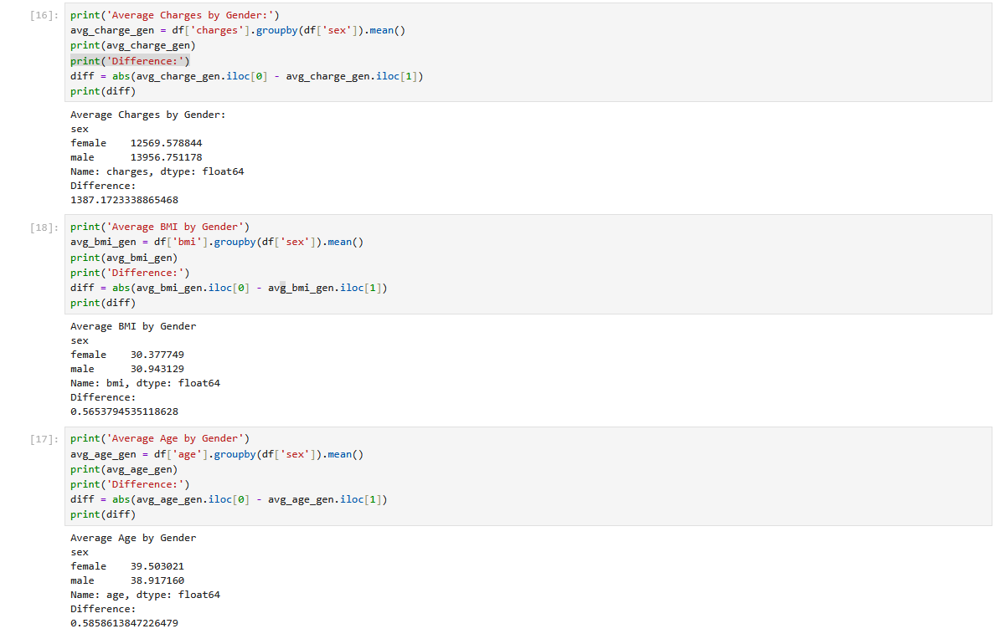 [16]:
print('Average Charges by Gender:')
avg_charge_gen = df['charges'].groupby(df['sex']).mean()
print(avg_charge_gen)
print('Difference:')
diff = abs(avg_charge_gen.iloc[0] - avg_charge_gen.iloc[1])
print(diff)
Average Charges by Gender:
sex
female    12569.578844
male      13956.751178
Name: charges, dtype: float64
Difference:
1387.1723338865468
[18]:
print('Average BMI by Gender')
avg_bmi_gen = df['bmi'].groupby(df['sex']).mean()
print(avg_bmi_gen)
print('Difference:')
diff = abs(avg_bmi_gen.iloc[0] - avg_bmi_gen.iloc[1])
print(diff)
Average BMI by Gender
sex
female    30.377749
male      30.943129
Name: bmi, dtype: float64
Difference:
0.5653794535118628
[17]:
print('Average Age by Gender')
avg_age_gen = df['age'].groupby(df['sex']).mean()
print(avg_age_gen)
print('Difference:')
diff = abs(avg_age_gen.iloc[0] - avg_age_gen.iloc[1])
print(diff)
Average Age by Gender
sex
female    39.503021
male      38.917160
Name: age, dtype: float64
Difference:
0.5858613847226479